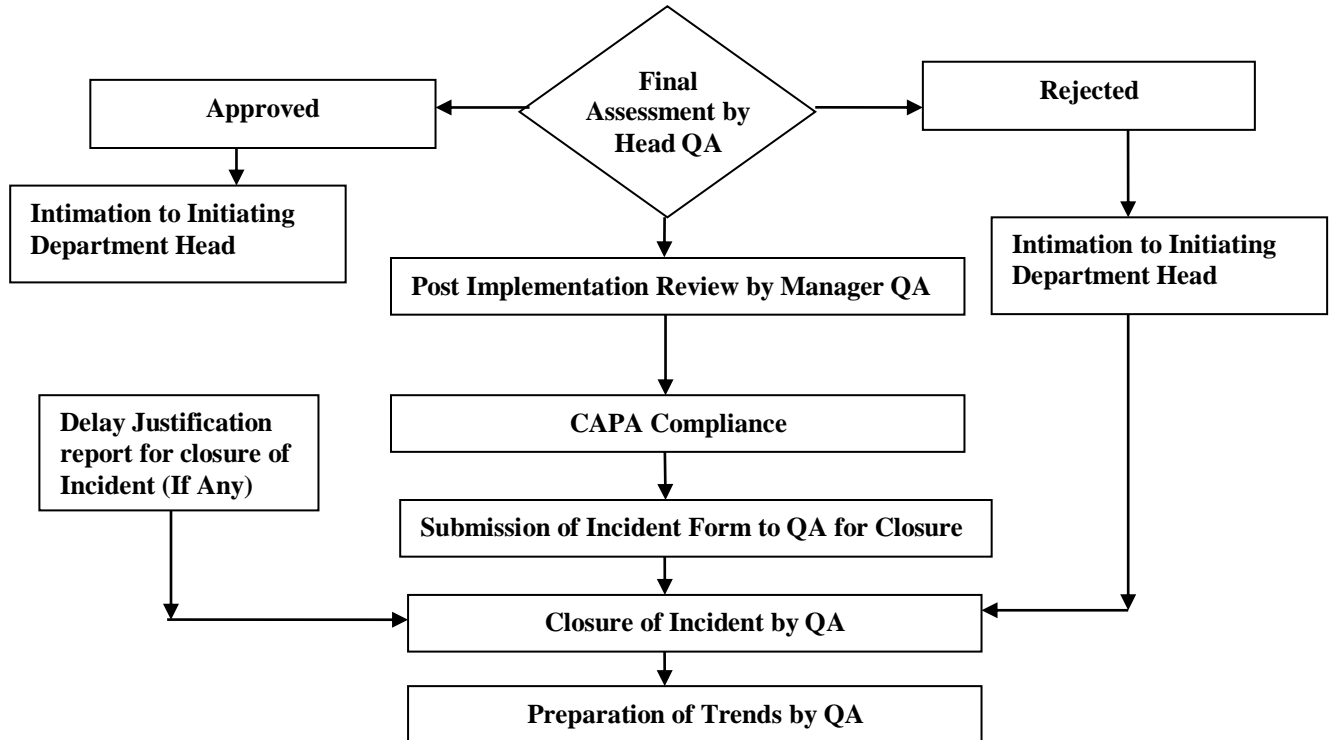 Final
Assessment by
Head QA
Approved
Rejected
Intimation to Initiating
Department Head
Intimation to Initiating
Department Head
Post Implementation Review by Manager QA
Delay Justification
report for closure of
Incident (If Any)
CAPA Compliance
Submission of Incident Form to QA for Closure
Closure of Incident by QA
Preparation of Trends by QA